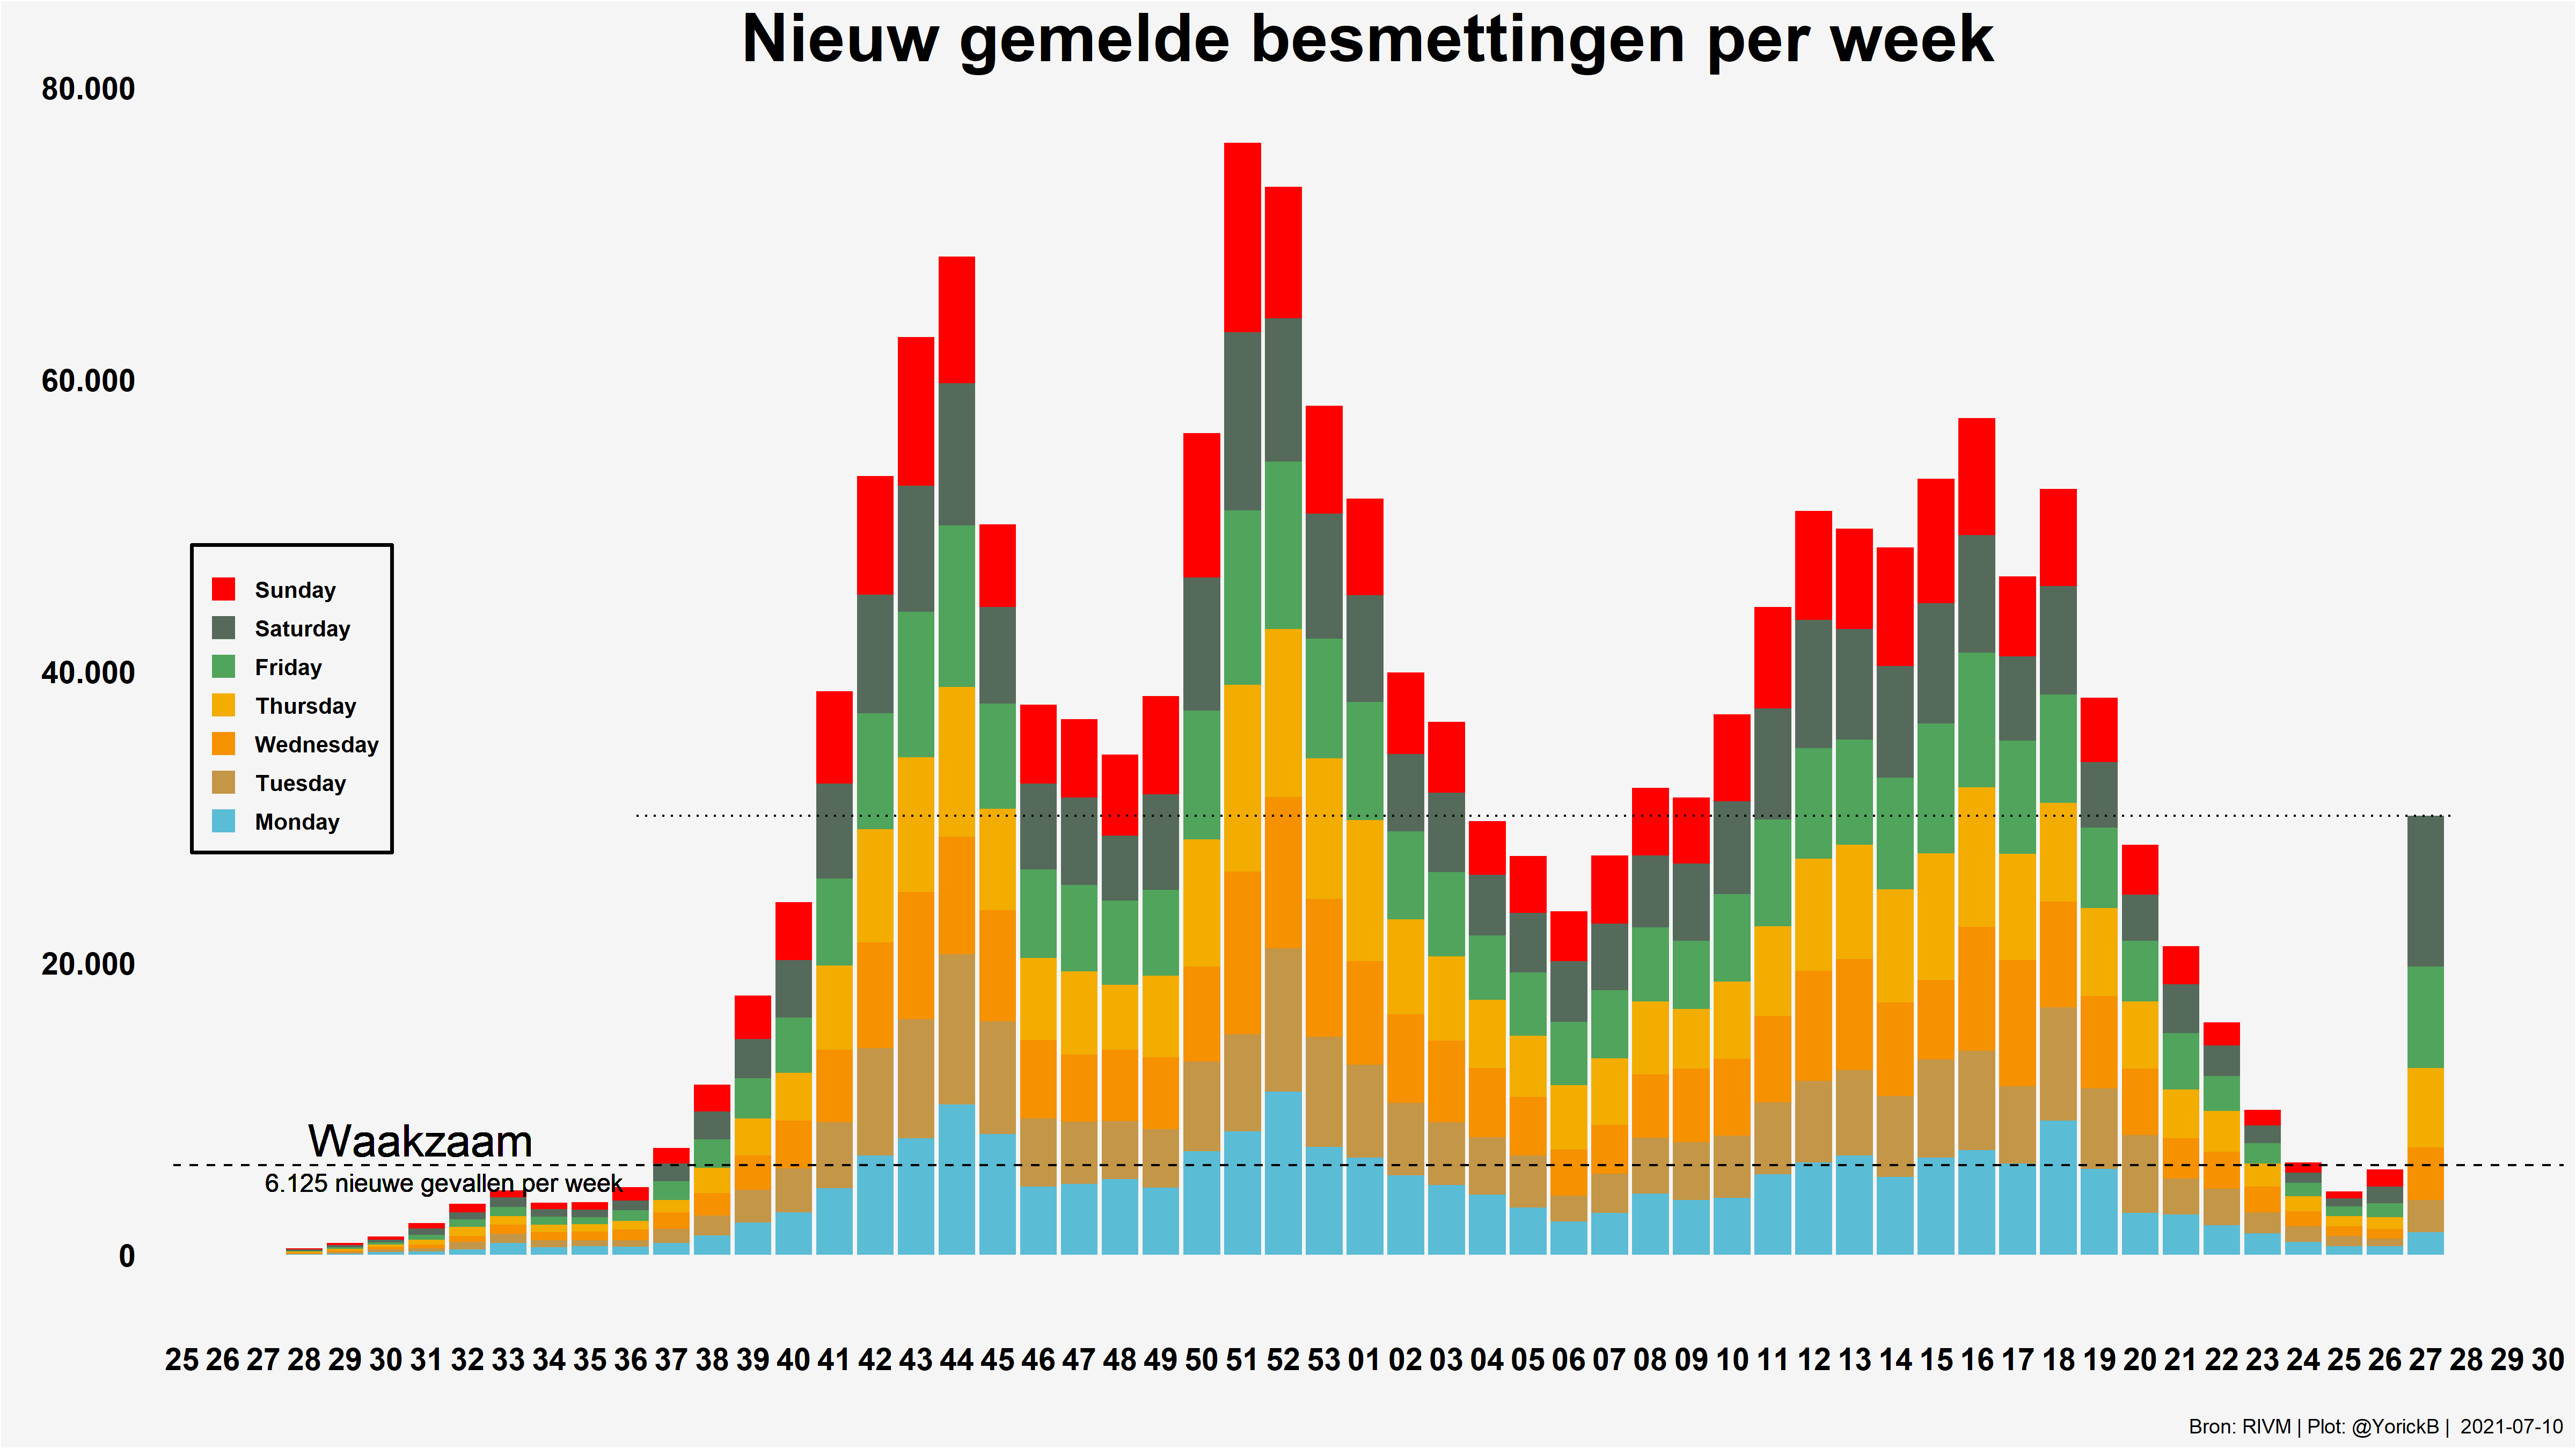 Nieuw gemelde besmettingen per week
80.000
60.000
40.000
20.000
0
Sunday
Saturday
Friday
Thursday
Wednesday
Tuesday
Monday
Waakzaam
6.125 nieuwe gevallen per week
25 26 27 28 29 30 31 32 33 34 35 36 37 38 39 40 41 42 43 44 45 46 47 48 49 50 51 52 53 01 02 03 04 05 06 07 08 09 10 11 12 13 14 15 16 17 18 19 20 21 22 23 24 25 26 27 28 29 30
Bron: RIVM | Plot: @YorickB | 2021-07-10